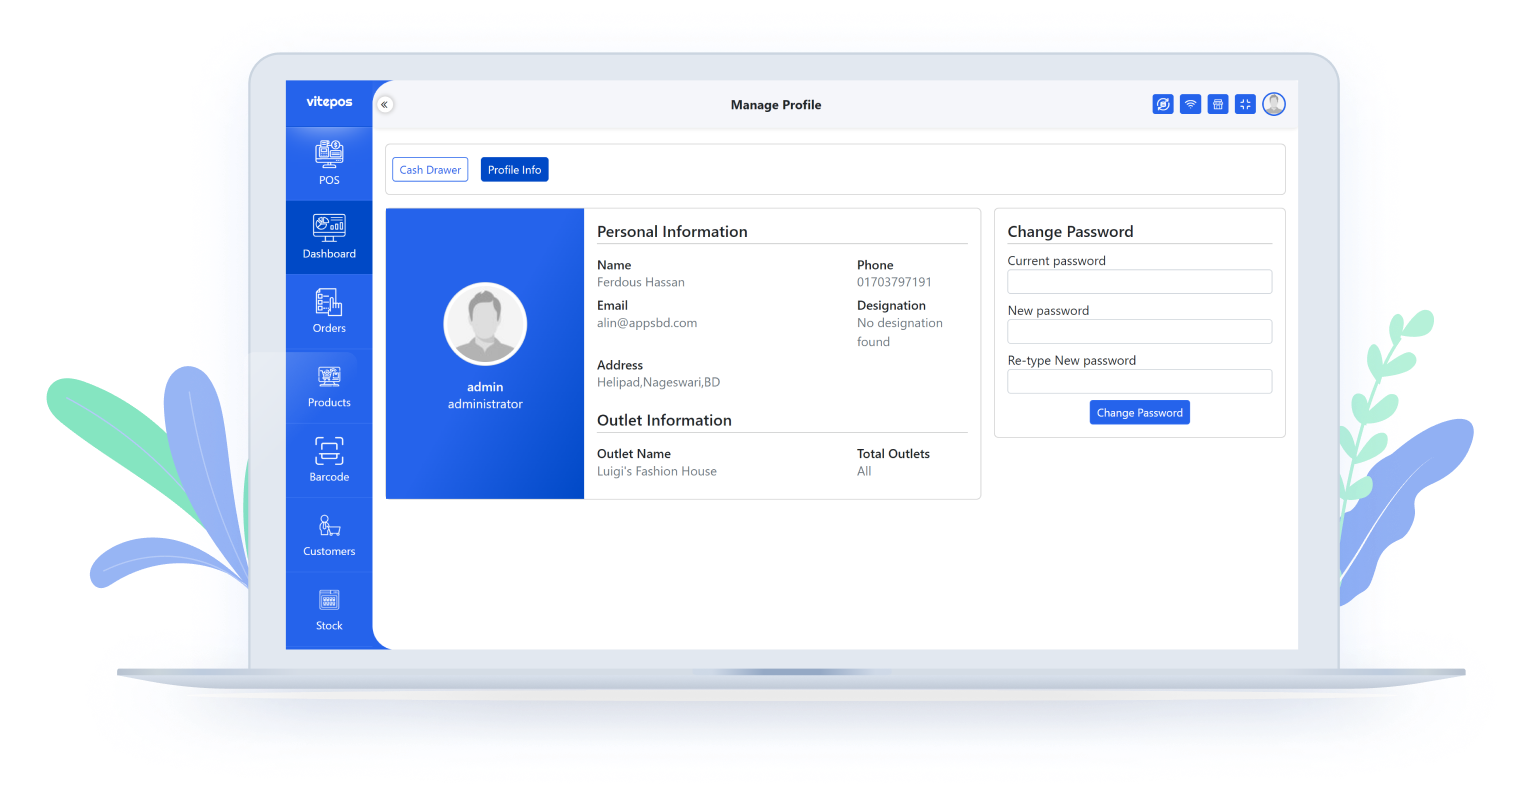 vitepos
Manage Profile
POS
Dashboard
Orders
Products
Barcode
Customers
Stock
Cash Drawer
Profile Info
admin
administrator
Personal Information
Name
Ferdous Hassan
Phone
01703797191
Email
alin@appsbd.com
Designation
No designation
found
Address
Helipad,Nageswari,BD
Outlet Information
Outlet Name
Luigi's Fashion House
Total Outlets
All
Change Password
Current password
New password
Re-type New password
Change Password